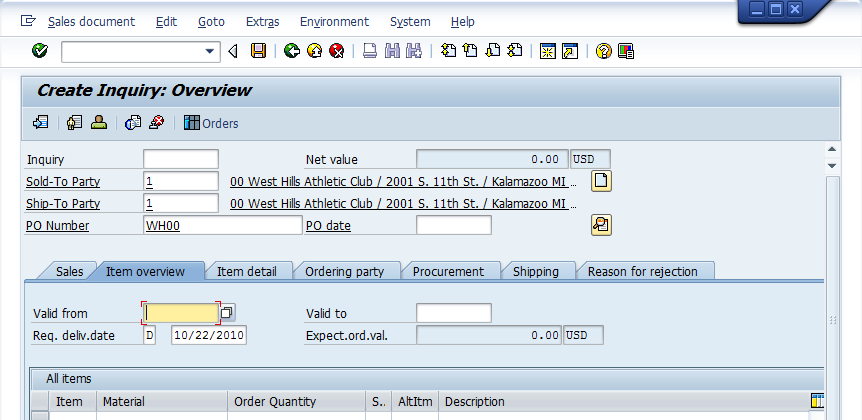 Sales document Edit Goto Extras Environment System Help
Create Inquiry: Overview
Orders
Inquiry Net value 0.00 USD
Sold-To Party 1 00 West Hills Athletic Club / 2001 S. 11th St. / Kalamazoo MI ...
Ship-To Party 1 00 West Hills Athletic Club / 2001 S. 11th St. / Kalamazoo MI ...
PO Number WH00 PO date
Sales Item overview Item detail Ordering party Procurement Shipping Reason for rejection
Valid from Valid to
Req. deliv.date D 10/22/2010 Expect.ord.val. 0.00 USD
All items
Item Material Order Quantity S.. AltItm Description